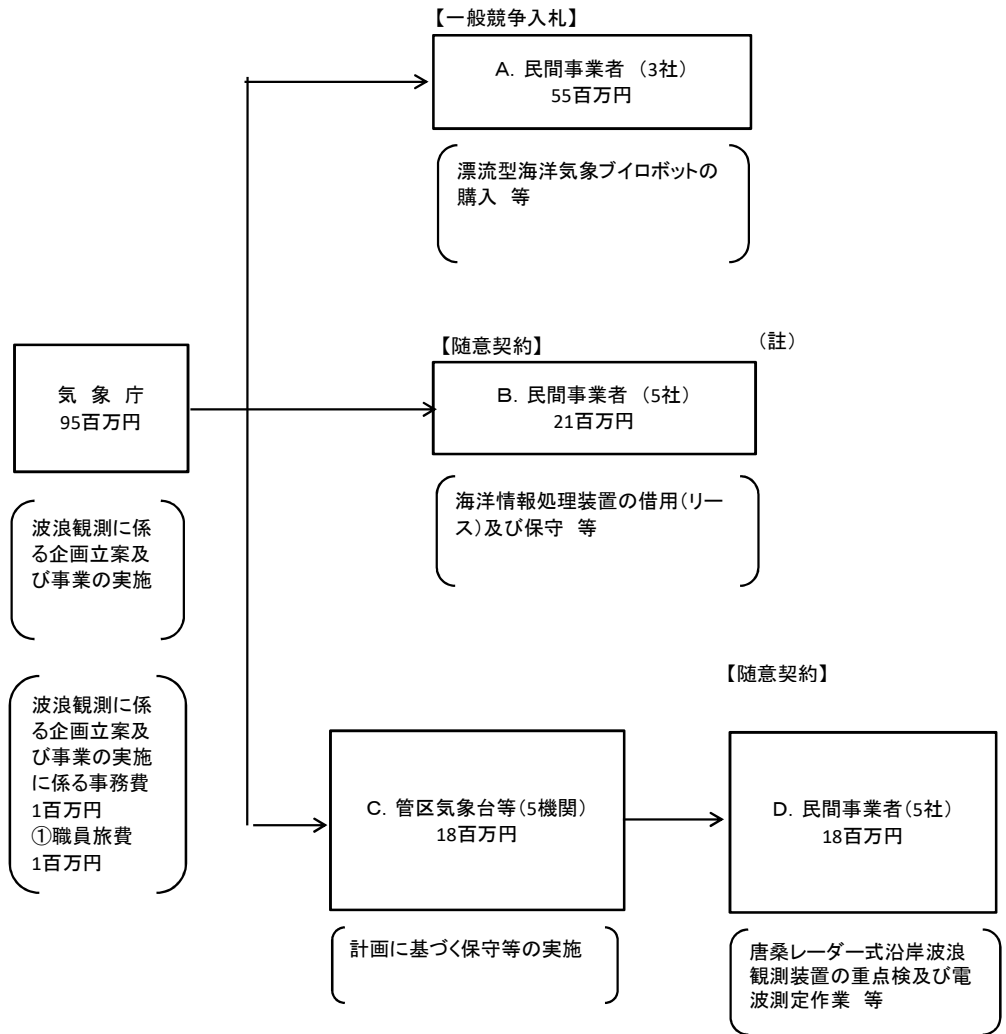 【一般競争入札】
A. 民間事業者 (3社)
55百万円
漂流型海洋気象ブイロボットの
購入 等
【随意契約】
(註)
気 象 庁
95百万円
B. 民間事業者 (5社)
21百万円
波浪観測に係
る企画立案及
び事業の実施
海洋情報処理装置の借用(リー
ス)及び保守 等
波浪観測に係
る企画立案及
び事業の実施
に係る事務費
1百万円
①職員旅費
1百万円
【随意契約】
C. 管区気象台等(5機関)
18百万円
D. 民間事業者(5社)
18百万円
計画に基づく保守等の実施
唐桑レーダー式沿岸波浪
観測装置の重点検及び電
波測定作業 等